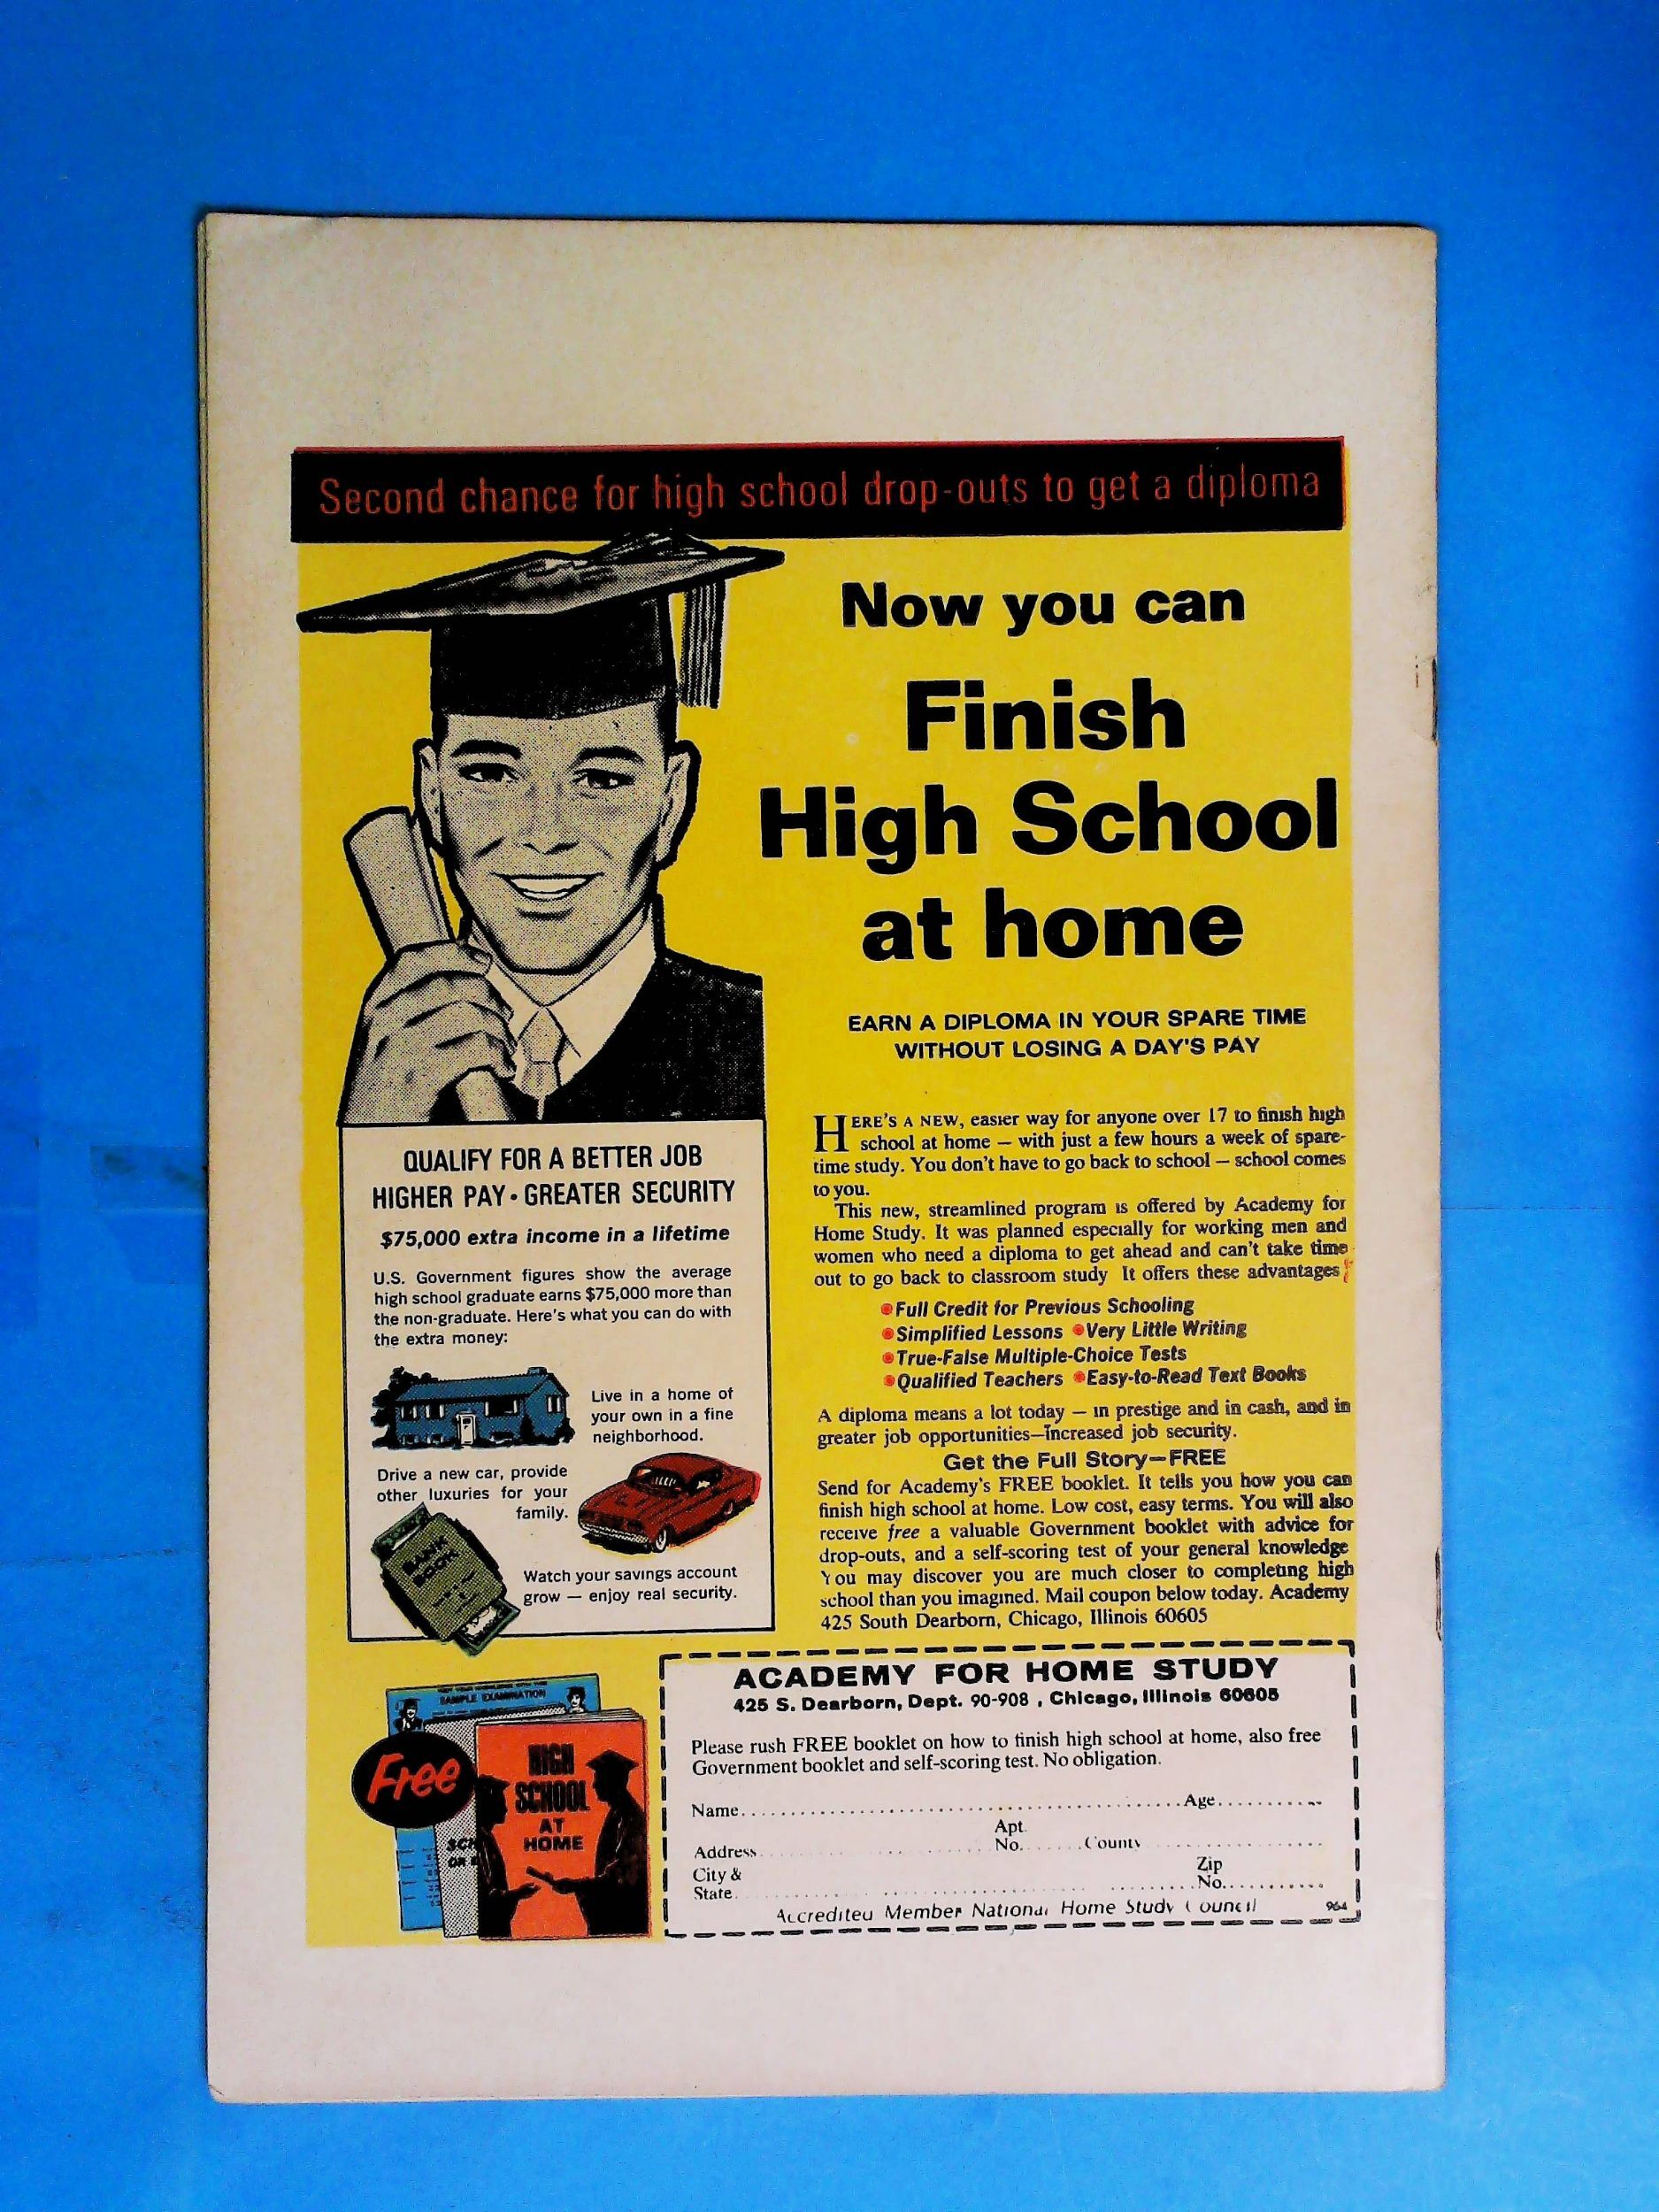 Second chance for high school drop-outs to get a diploma
Now you can
Finish
High School
at home
EARN A DIPLOMA IN YOUR SPARE TIME
WITHOUT LOSING A DAY'S PAY
HERE'S A NEW, easier way for anyone over 17 to finish high
school at home — with just a few hours a week of spare-
time study. You don't have to go back to school — school comes
to you.
This new, streamlined program is offered by Academy for
Home Study. It was planned especially for working men and
women who need a diploma to get ahead and can't take time
out to go back to classroom study It offers these advantages
Full Credit for Previous Schooling
Simplified Lessons Very Little Writing
True-False Multiple-Choice Tests
Qualified Teachers Easy-to-Read Text Books
A diploma means a lot today — in prestige and in cash, and in
greater job opportunities—Increased job security.
Get the Full Story—FREE
Send for Academy's FREE booklet. It tells you how you can
finish high school at home. Low cost, easy terms. You will also
receive free a valuable Government booklet with advice for
drop-outs, and a self-scoring test of your general knowledge
You may discover you are much closer to completing high
school than you imagined. Mail coupon below today. Academy
425 South Dearborn, Chicago, Illinois 60605
QUALIFY FOR A BETTER JOB
HIGHER PAY • GREATER SECURITY
$75,000 extra income in a lifetime
U.S. Government figures show the average
high school graduate earns $75,000 more than
the non-graduate. Here's what you can do with
the extra money:
Live in a home of
your own in a fine
neighborhood.
Drive a new car, provide
other luxuries for your
family.
BANK
BOOK
Watch your savings account
grow — enjoy real security.
SAMPLE EXAMINATION
Free
HIGH
SCHOOL
AT
HOME
ACADEMY FOR HOME STUDY
425 S. Dearborn, Dept. 90-908 , Chicago, Illinois 60605
Please rush FREE booklet on how to finish high school at home, also free
Government booklet and self-scoring test. No obligation.
Name Age
Apt.
Address No. County
City & Zip
State No.
Accredited Member National Home Study Council 964